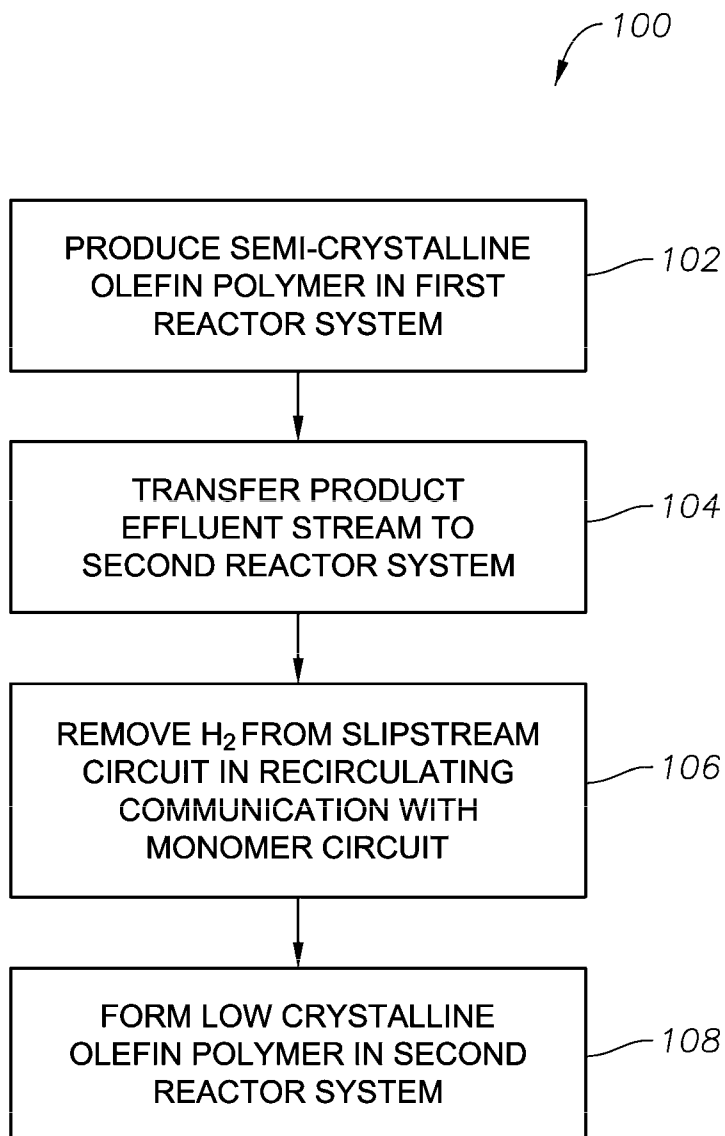 100
PRODUCE SEMI-CRYSTALLINE
OLEFIN POLYMER IN FIRST
REACTOR SYSTEM
102
TRANSFER PRODUCT
EFFLUENT STREAM TO
SECOND REACTOR SYSTEM
104
REMOVE H₂ FROM SLIPSTREAM
CIRCUIT IN RECIRCULATING
COMMUNICATION WITH
MONOMER CIRCUIT
106
FORM LOW CRYSTALLINE
OLEFIN POLYMER IN SECOND
REACTOR SYSTEM
108